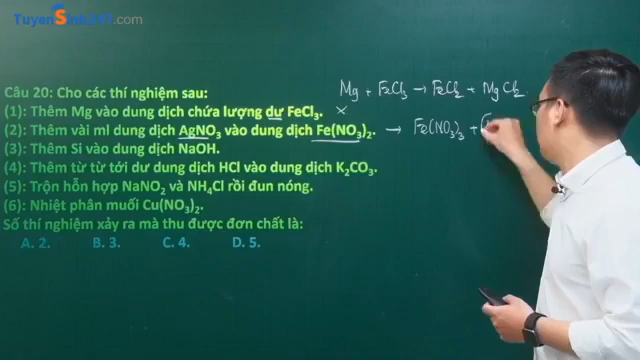 TuyenSinh247.com
Câu 20: Cho các thí nghiệm sau:
(1): Thêm Mg vào dung dịch chứa lượng dư FeCl₃. ×
(2): Thêm vài ml dung dịch AgNO₃ vào dung dịch Fe(NO₃)₂.
(3): Thêm Si vào dung dịch NaOH.
(4): Thêm từ từ tới dư dung dịch HCl vào dung dịch K₂CO₃.
(5): Trộn hỗn hợp NaNO₂ và NH₄Cl rồi đun nóng.
(6): Nhiệt phân muối Cu(NO₃)₂.
Số thí nghiệm xảy ra mà thu được đơn chất là:
A. 2. B. 3. C. 4. D. 5.
Mg + FeCl₃ → FeCl₂ + MgCl₂.
→ Fe(NO₃)₃ +